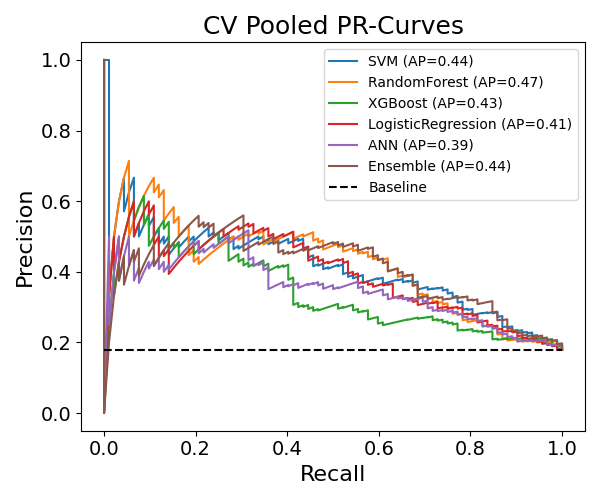 CV Pooled PR-Curves
SVM (AP=0.44)
RandomForest (AP=0.47)
XGBoost (AP=0.43)
LogisticRegression (AP=0.41)
ANN (AP=0.39)
Ensemble (AP=0.44)
Baseline
Precision
1.0
0.8
0.6
0.4
0.2
0.0
0.0 0.2 0.4 0.6 0.8 1.0
Recall